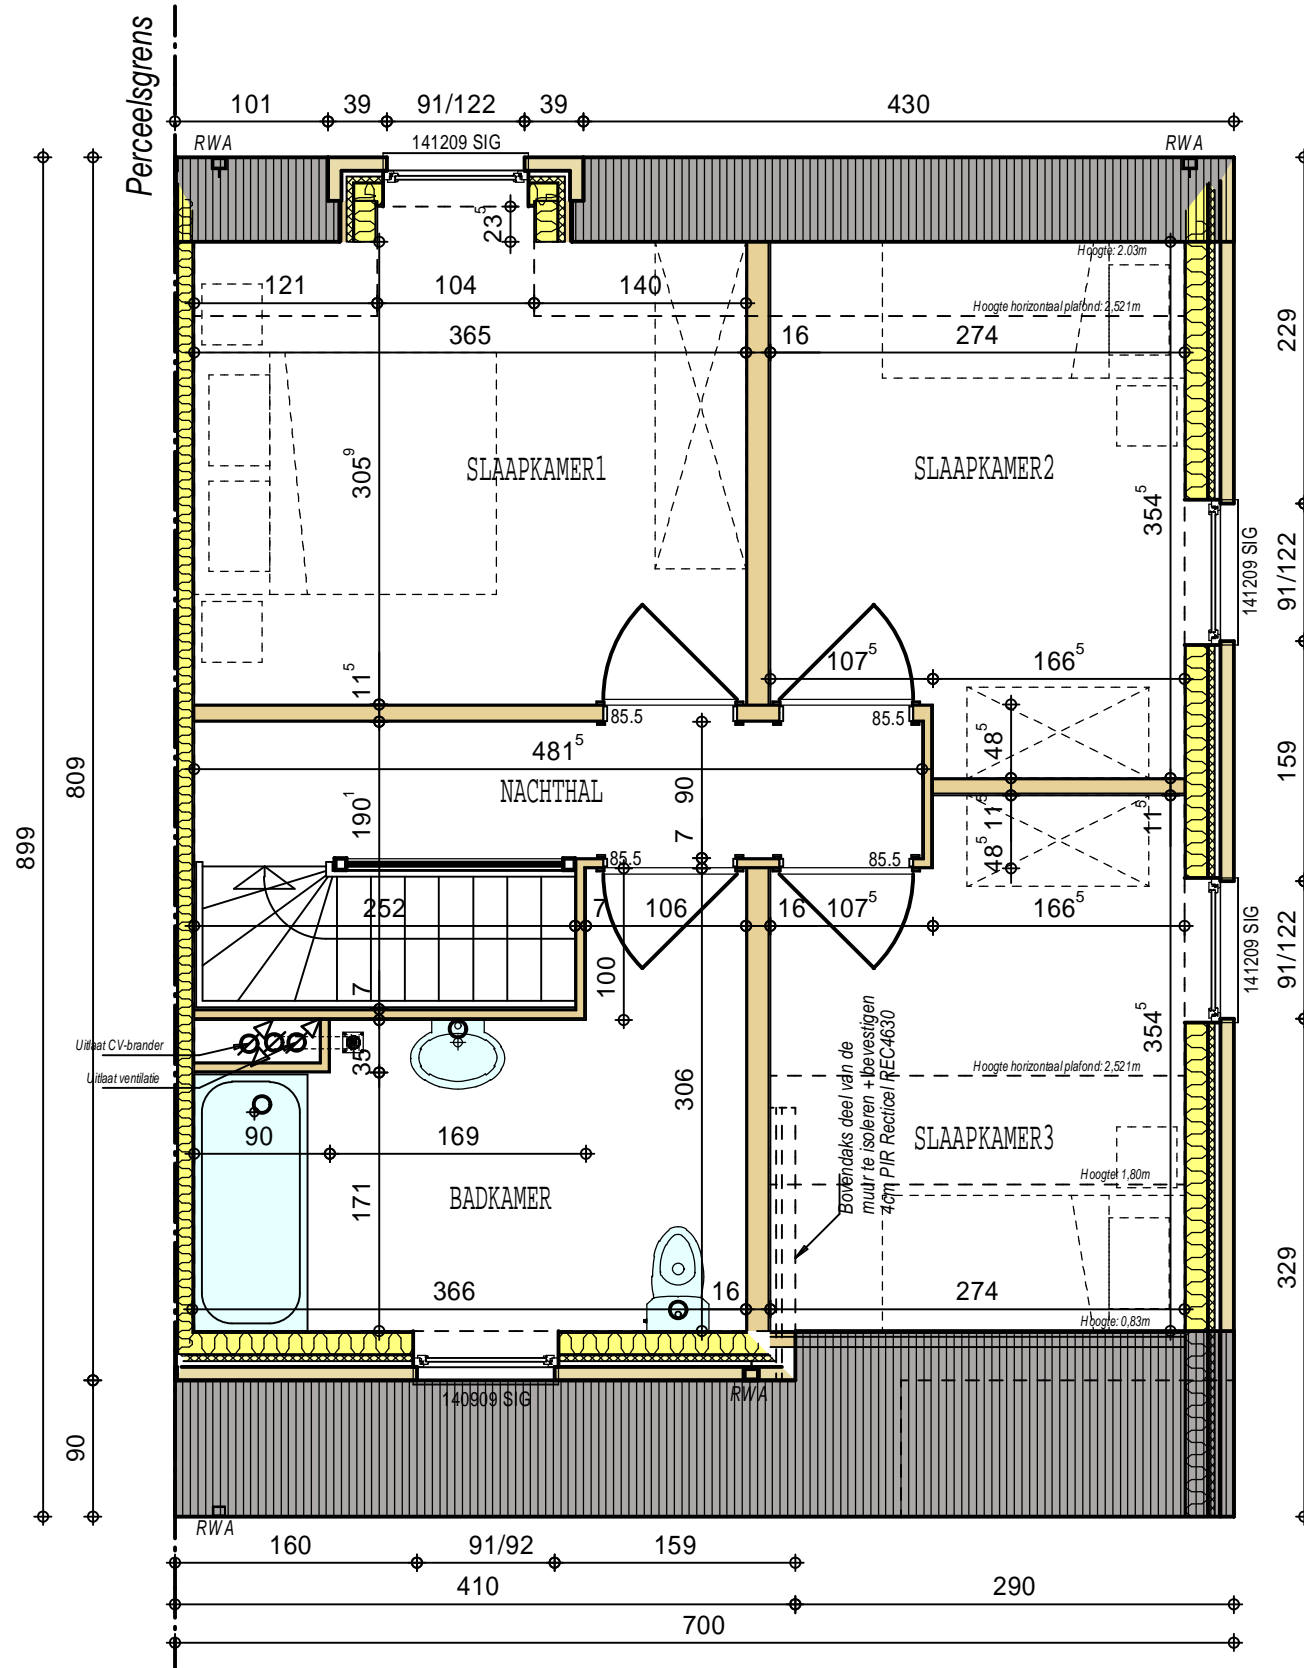 Perceelsgrens
101
39
91/122
39
430
RWA
141209 SIG
RWA
23⁵
Hoogte: 2.03m
121
104
140
Hoogte horizontaal plafond: 2,521m
229
365
16
274
305⁹
SLAAPKAMER1
SLAAPKAMER2
354⁵
141209 SIG
91/122
11⁵
107⁵
166⁵
85.5
85.5
48⁵
481⁵
NACHTHAL
90
159
809
899
190¹
7
11⁵
11⁵
48⁵
85.5
85.5
252
7
106
16
107⁵
166⁵
141209 SIG
91/122
100
7
Bovendaks deel van de
muur te isoleren + bevestigen
4cm PIR Recticel REC4630
354⁵
Uitlaat CV-brander
35
Uitlaat ventilatie
Hoogte horizontaal plafond: 2,521m
306
90
169
SLAAPKAMER3
Hoogte: 1,80m
171
BADKAMER
329
366
16
274
Hoogte: 0,83m
140909 SIG
RWA
90
RWA
160
91/92
159
410
290
700